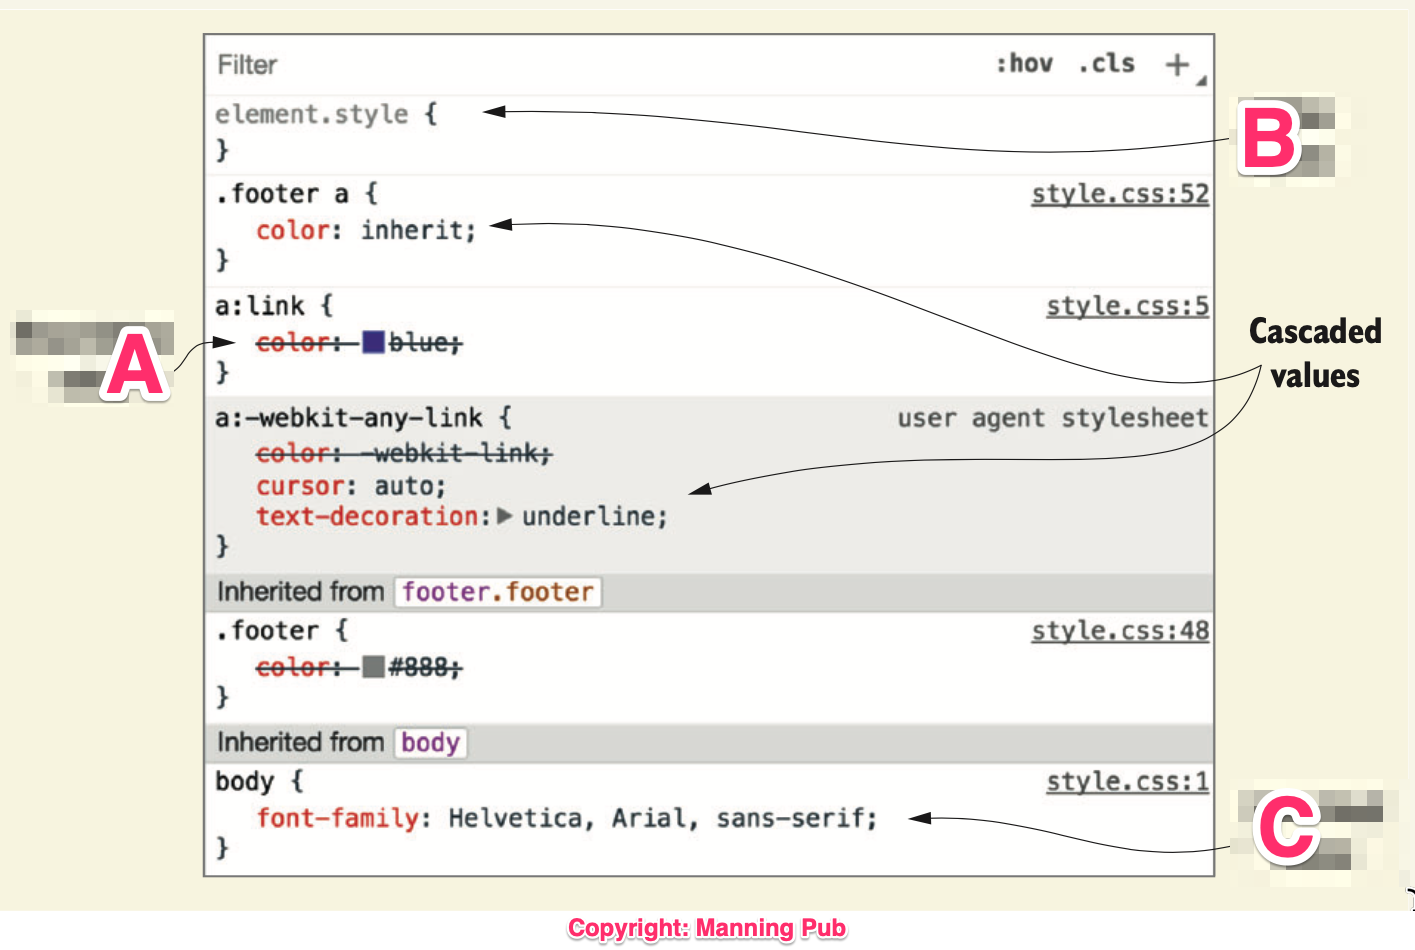 Filter :hov .cls +
element.style {
}
B
.footer a { style.css:52
color: inherit;
}
a:link { style.css:5
color: blue;
}
A
Cascaded
values
a:-webkit-any-link { user agent stylesheet
color: -webkit-link;
cursor: auto;
text-decoration: underline;
}
Inherited from footer.footer
.footer { style.css:48
color: #888;
}
Inherited from body
body { style.css:1
font-family: Helvetica, Arial, sans-serif;
}
C
Copyright: Manning Pub